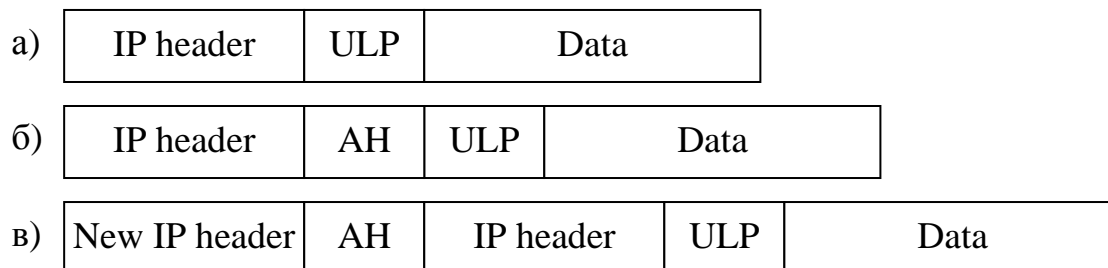 а) IP header ULP Data
б) IP header AH ULP Data
в) New IP header AH IP header ULP Data